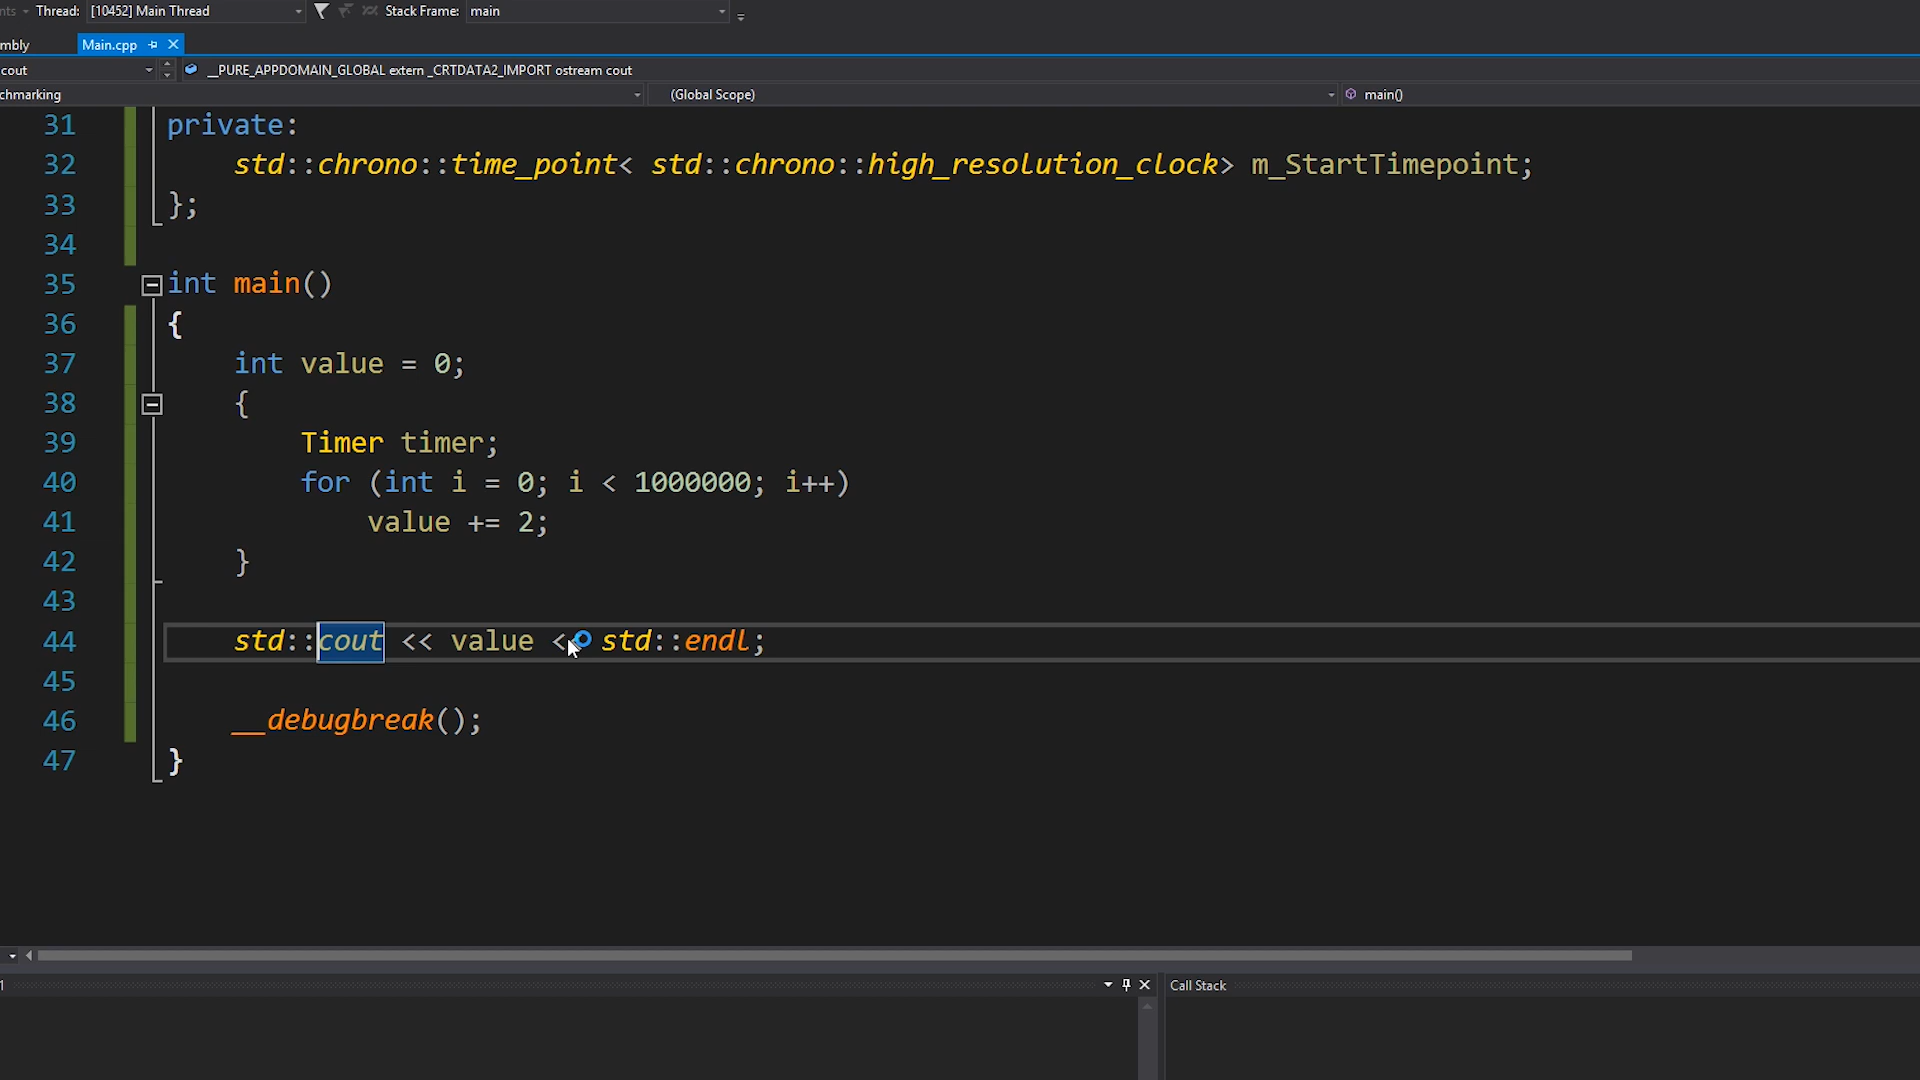 nts Thread: [10452] Main Thread Stack Frame: main
mbly Main.cpp
cout __PURE_APPDOMAIN_GLOBAL extern _CRTDATA2_IMPORT ostream cout
chmarking (Global Scope) main()
31 private:
32 std::chrono::time_point< std::chrono::high_resolution_clock> m_StartTimepoint;
33 };
34
35 int main()
36 {
37 int value = 0;
38 {
39 Timer timer;
40 for (int i = 0; i < 1000000; i++)
41 value += 2;
42 }
43
44 std::cout << value << std::endl;
45
46 __debugbreak();
47 }
1 Call Stack